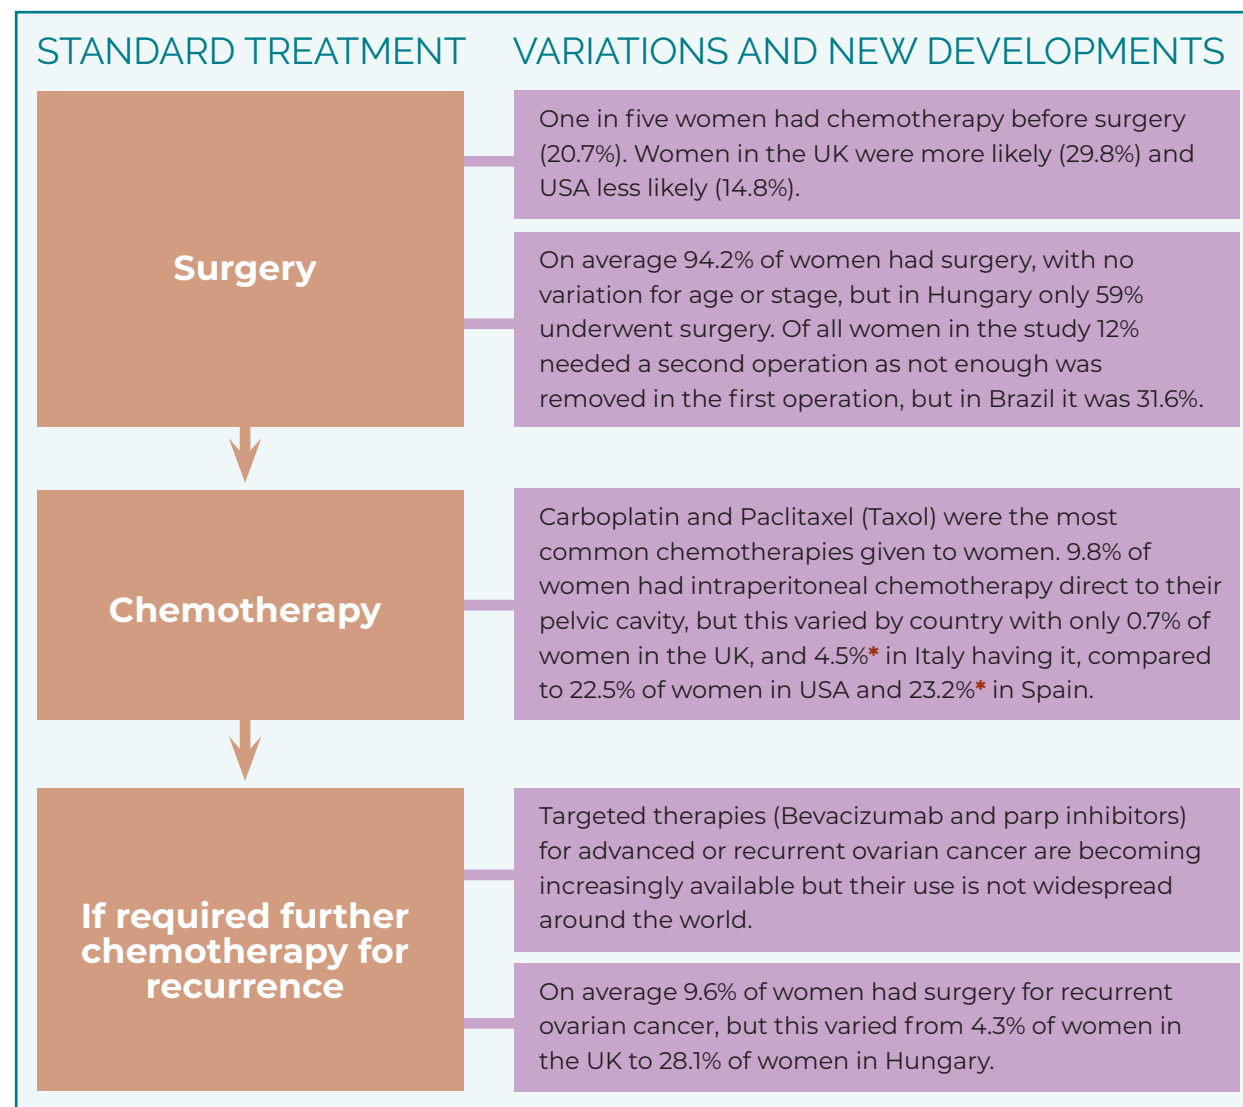 STANDARD TREATMENT
VARIATIONS AND NEW DEVELOPMENTS
Surgery
One in five women had chemotherapy before surgery
(20.7%). Women in the UK were more likely (29.8%) and
USA less likely (14.8%).
On average 94.2% of women had surgery, with no
variation for age or stage, but in Hungary only 59%
underwent surgery. Of all women in the study 12%
needed a second operation as not enough was
removed in the first operation, but in Brazil it was 31.6%.
Chemotherapy
Carboplatin and Paclitaxel (Taxol) were the most
common chemotherapies given to women. 9.8% of
women had intraperitoneal chemotherapy direct to their
pelvic cavity, but this varied by country with only 0.7% of
women in the UK, and 4.5%* in Italy having it, compared
to 22.5% of women in USA and 23.2%* in Spain.
If required further
chemotherapy for
recurrence
Targeted therapies (Bevacizumab and parp inhibitors)
for advanced or recurrent ovarian cancer are becoming
increasingly available but their use is not widespread
around the world.
On average 9.6% of women had surgery for recurrent
ovarian cancer, but this varied from 4.3% of women in
the UK to 28.1% of women in Hungary.